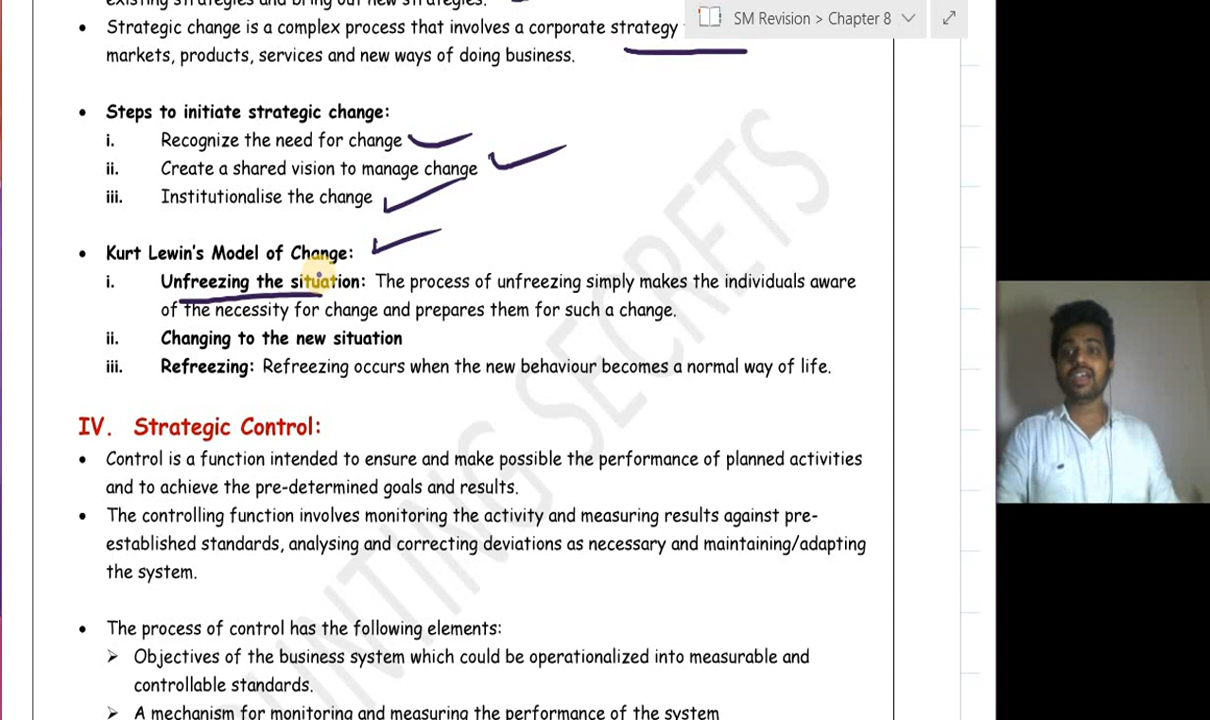 existing strategies and bring out new strategies.
SM Revision > Chapter 8
• Strategic change is a complex process that involves a corporate strategy
markets, products, services and new ways of doing business.
• Steps to initiate strategic change:
i. Recognize the need for change
ii. Create a shared vision to manage change
iii. Institutionalise the change
• Kurt Lewin's Model of Change:
i. Unfreezing the situation: The process of unfreezing simply makes the individuals aware
of the necessity for change and prepares them for such a change.
ii. Changing to the new situation
iii. Refreezing: Refreezing occurs when the new behaviour becomes a normal way of life.
IV. Strategic Control:
• Control is a function intended to ensure and make possible the performance of planned activities
and to achieve the pre-determined goals and results.
• The controlling function involves monitoring the activity and measuring results against pre-
established standards, analysing and correcting deviations as necessary and maintaining/adapting
the system.
• The process of control has the following elements:
➢ Objectives of the business system which could be operationalized into measurable and
controllable standards.
➢ A mechanism for monitoring and measuring the performance of the system
UNTING SECRETS